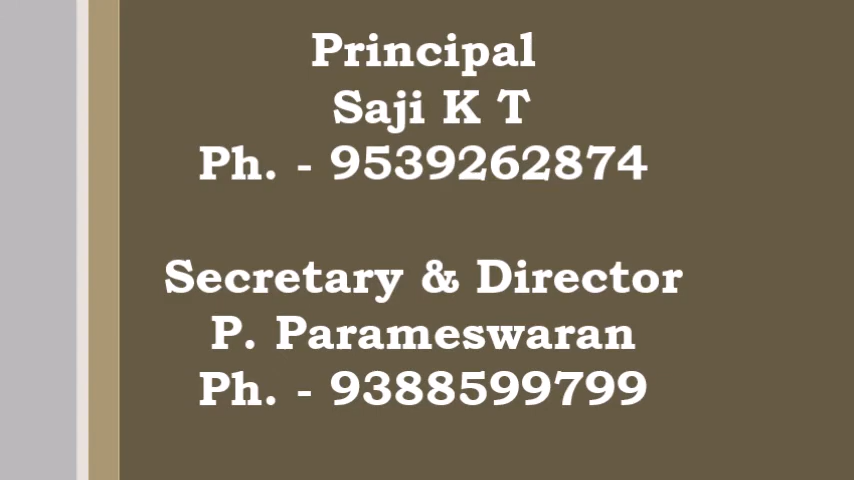 Principal
Saji K T
Ph. - 9539262874
Secretary & Director
P. Parameswaran
Ph. - 9388599799